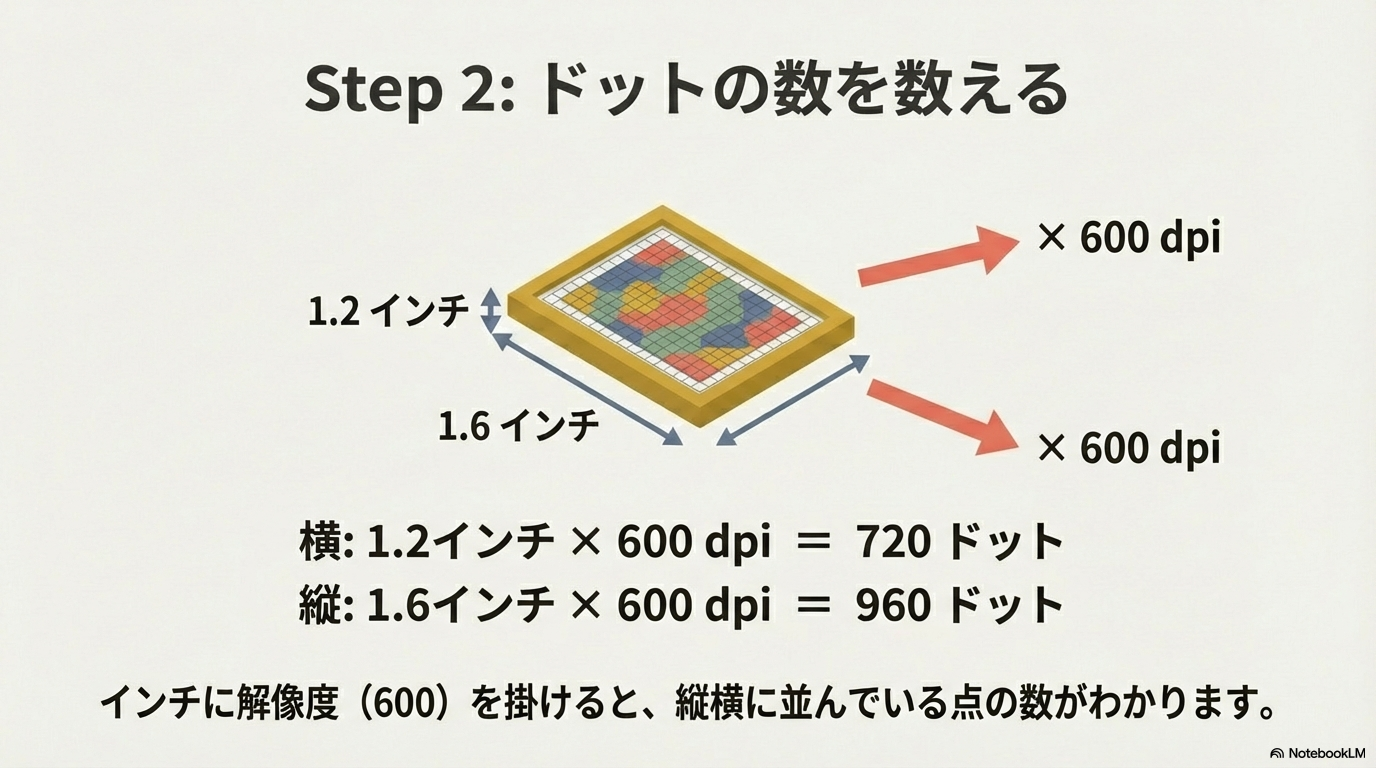 Step 2: ドットの数を数える
× 600 dpi
1.2 インチ
1.6 インチ
× 600 dpi
横: 1.2インチ × 600 dpi ＝ 720 ドット
縦: 1.6インチ × 600 dpi ＝ 960 ドット
インチに解像度（600）を掛けると、縦横に並んでいる点の数がわかります。
NotebookLM